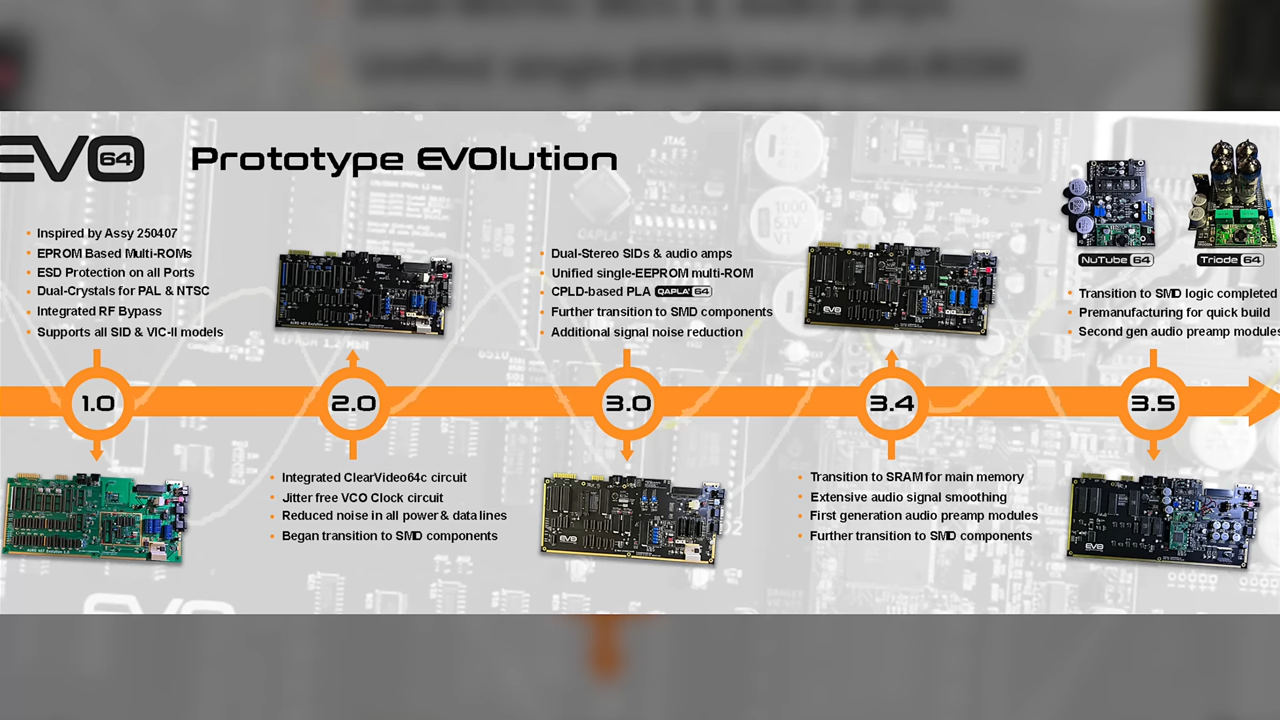 EVO 64
Prototype EVOlution
• Inspired by Assy 250407
• EPROM Based Multi-ROMs
• ESD Protection on all Ports
• Dual-Crystals for PAL & NTSC
• Integrated RF Bypass
• Supports all SID & VIC-II models
• Dual-Stereo SIDs & audio amps
• Unified single-EEPROM multi-ROM
• CPLD-based PLA QAPLA' 64
• Further transition to SMD components
• Additional signal noise reduction
NuTube 64
Triode 64
• Transition to SMD logic completed
• Premanufacturing for quick build
• Second gen audio preamp modules
1.0
2.0
3.0
3.4
3.5
• Integrated ClearVideo64c circuit
• Jitter free VCO Clock circuit
• Reduced noise in all power & data lines
• Began transition to SMD components
• Transition to SRAM for main memory
• Extensive audio signal smoothing
• First generation audio preamp modules
• Further transition to SMD components
JTAG
EVO
EVO
EVO